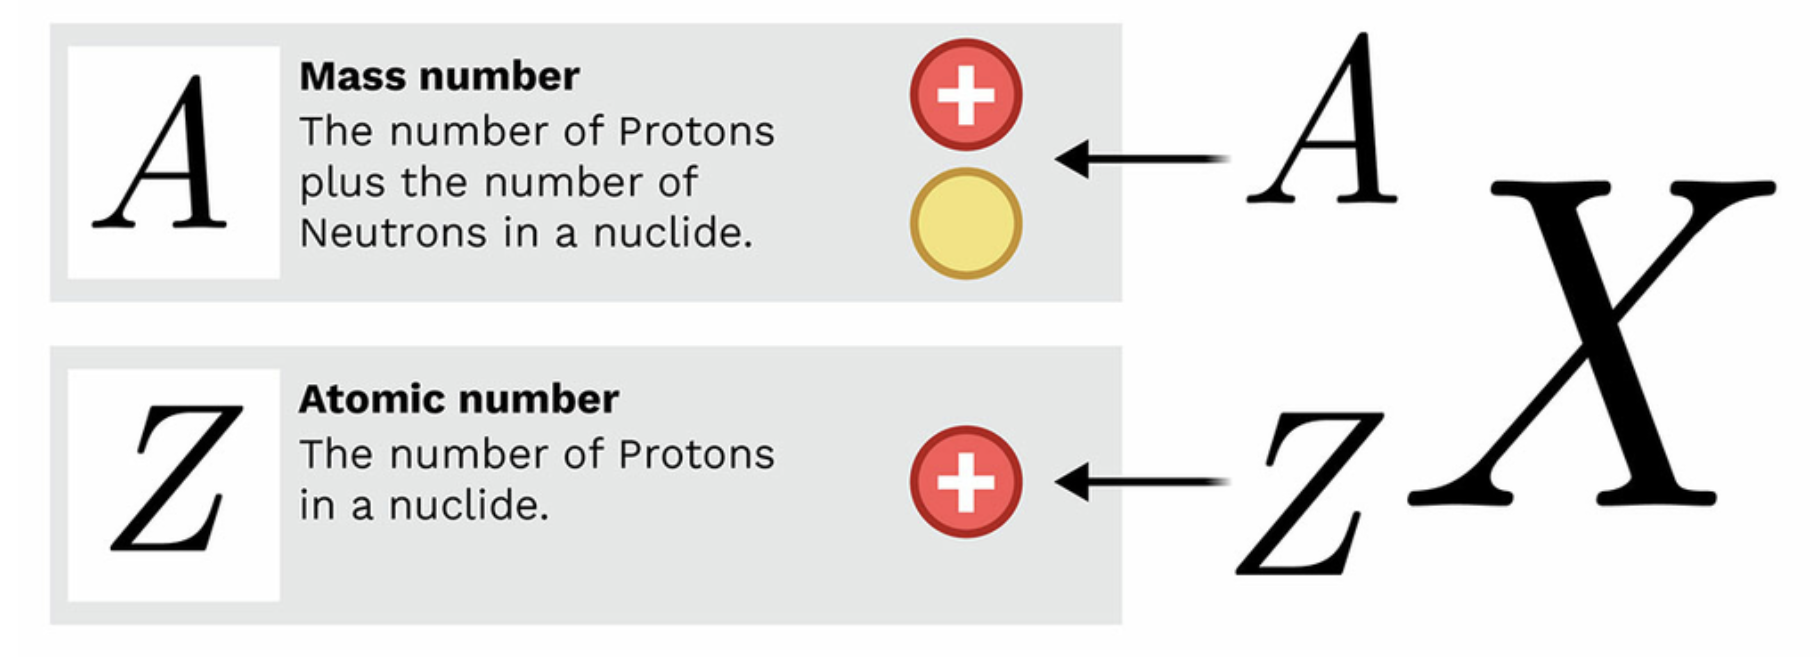 A
Mass number
The number of Protons
plus the number of
Neutrons in a nuclide.
+
A
X
Z
Atomic number
The number of Protons
in a nuclide.
+
Z